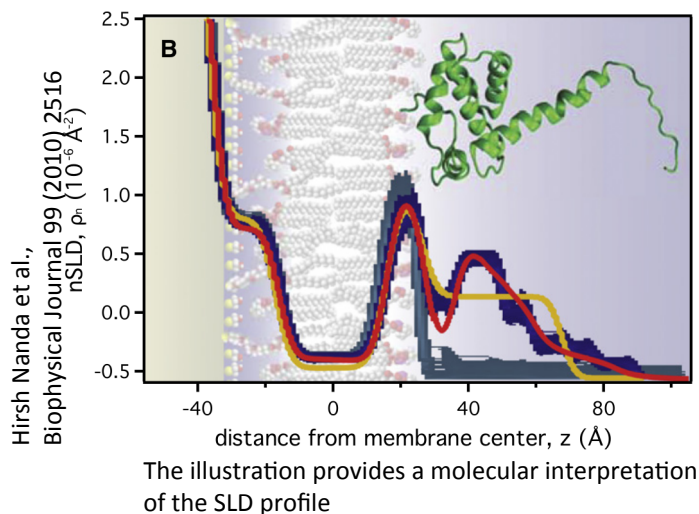 Hirsh Nanda et al.,
Biophysical Journal 99 (2010) 2516
nSLD, ρₙ (10⁻⁶ Å⁻²)
B
2.5
2.0
1.5
1.0
0.5
0.0
-0.5
-40 0 40 80
distance from membrane center, z (Å)
The illustration provides a molecular interpretation
of the SLD profile